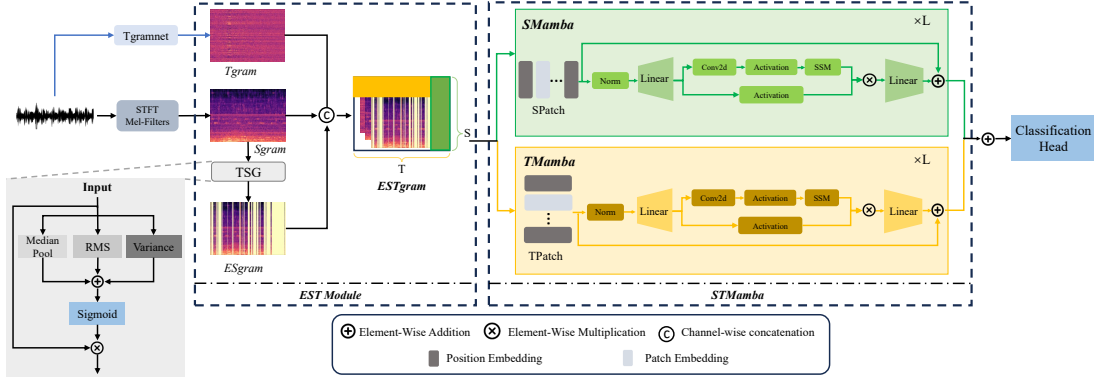 Tgramnet
Tgram
STFT
Mel-Filters
Sgram
TSG
ESgram
C
S
T
ESTgram
EST Module
Input
Median
Pool
RMS
Variance
Sigmoid
SMamba
×L
SPatch
Norm
Linear
Conv2d
Activation
SSM
Activation
Linear
TMamba
×L
TPatch
Norm
Linear
Conv2d
Activation
SSM
Activation
Linear
STMamba
Classification
Head
Element-Wise Addition
Element-Wise Multiplication
C Channel-wise concatenation
Position Embedding
Patch Embedding